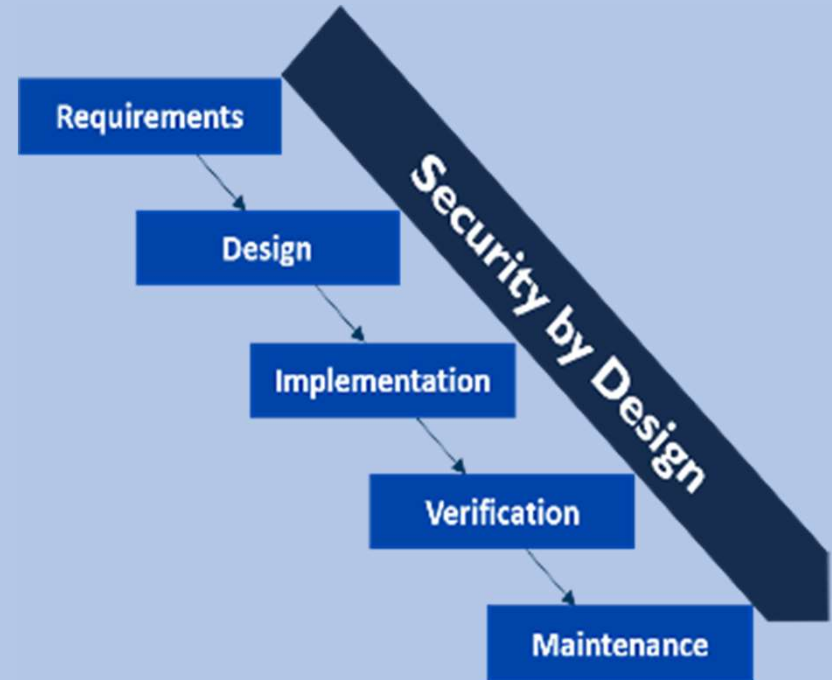 Requirements
Design
Implementation
Verification
Maintenance
Security by Design